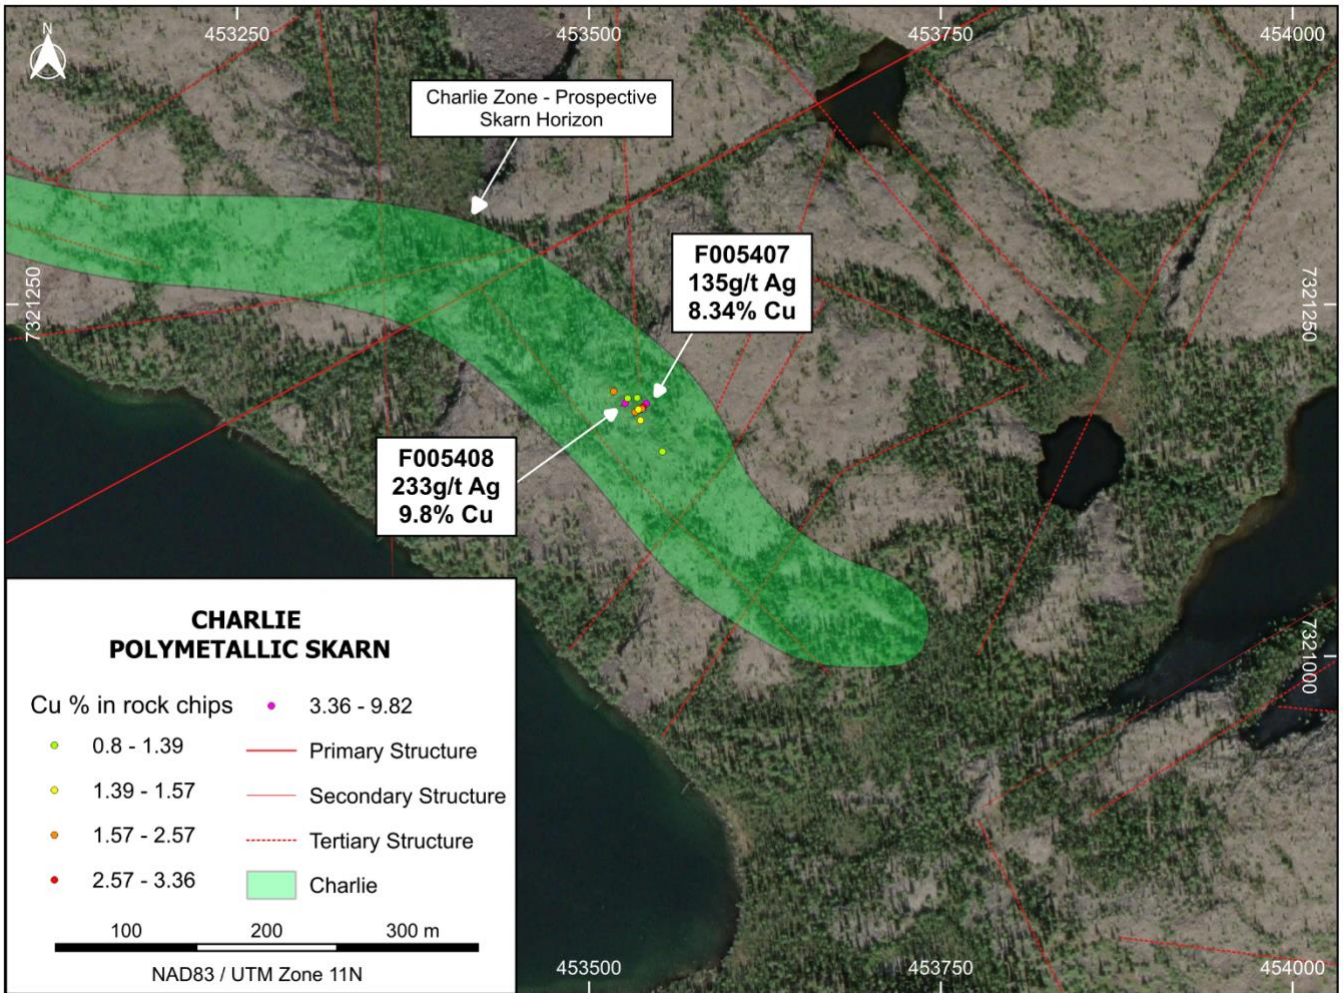 N
453250
453500
453750
454000
Charlie Zone - Prospective
Skarn Horizon
7321250
7321250
F005407
135g/t Ag
8.34% Cu
F005408
233g/t Ag
9.8% Cu
7321000
CHARLIE
POLYMETALLIC SKARN
Cu % in rock chips
0.8 - 1.39
1.39 - 1.57
1.57 - 2.57
2.57 - 3.36
3.36 - 9.82
Primary Structure
Secondary Structure
Tertiary Structure
Charlie
100 200 300 m
NAD83 / UTM Zone 11N
453500
453750
454000